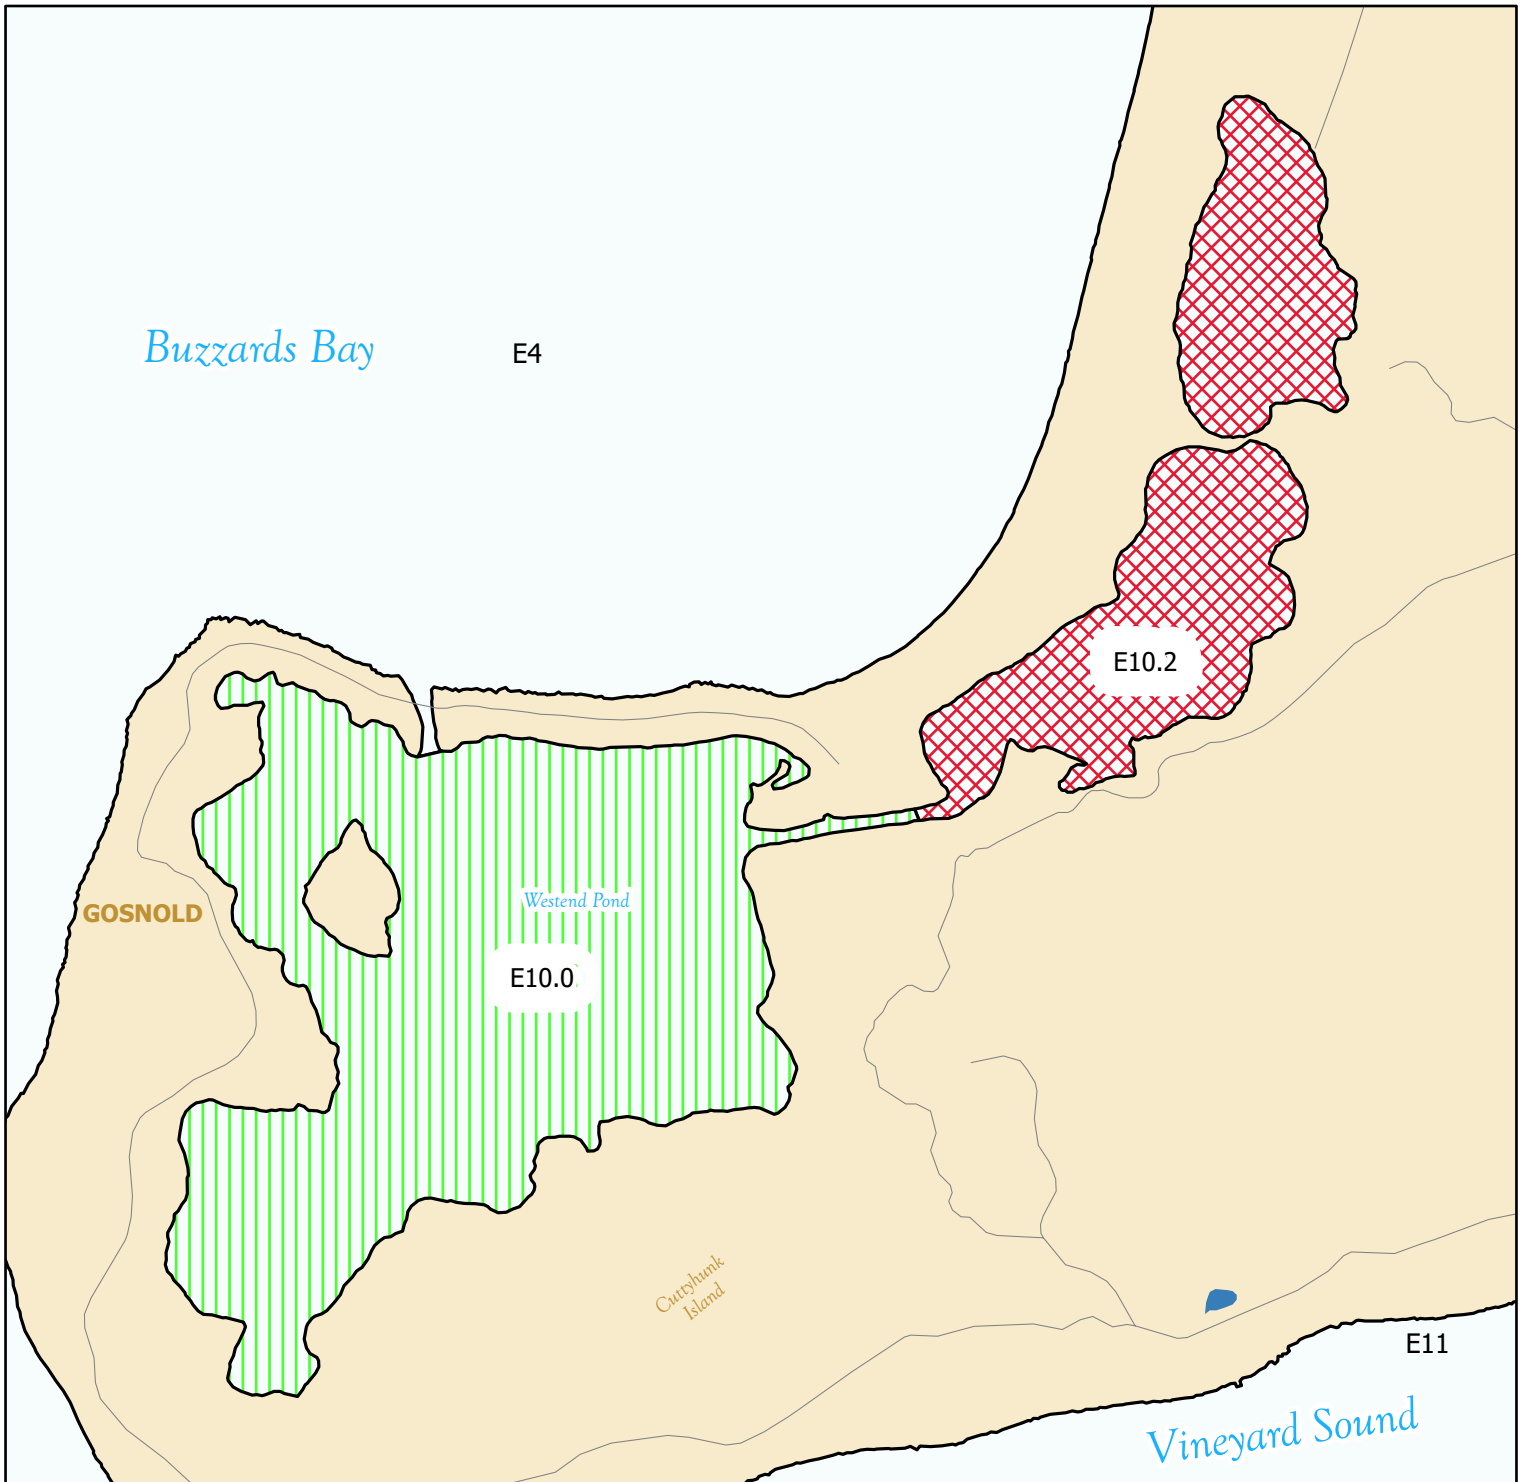 Buzzards Bay
E4
E10.2
Westend Pond
GOSNOLD
E10.0
Cuttyhunk
Island
E11
Vineyard Sound